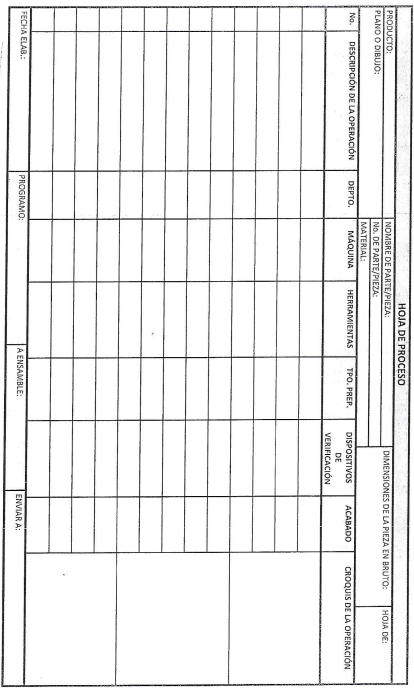 HOJA DE PROCESO
PRODUCTO:
NOMBRE DE PARTE/PIEZA:
DIMENSIONES DE LA PIEZA EN BRUTO:
HOJA DE:
PLANO O DIBUJO:
No. DE PARTE/PIEZA:
MATERIAL:
No.
DESCRIPCIÓN DE LA OPERACIÓN
DEPTO.
MÁQUINA
HERRAMIENTAS
TPO. PREP.
DISPOSITIVOS
DE
VERIFICACIÓN
ACABADO
CROQUIS DE LA OPERACIÓN
FECHA ELAB.:
PROGRAMO:
A ENSAMBLE:
ENVIAR A: